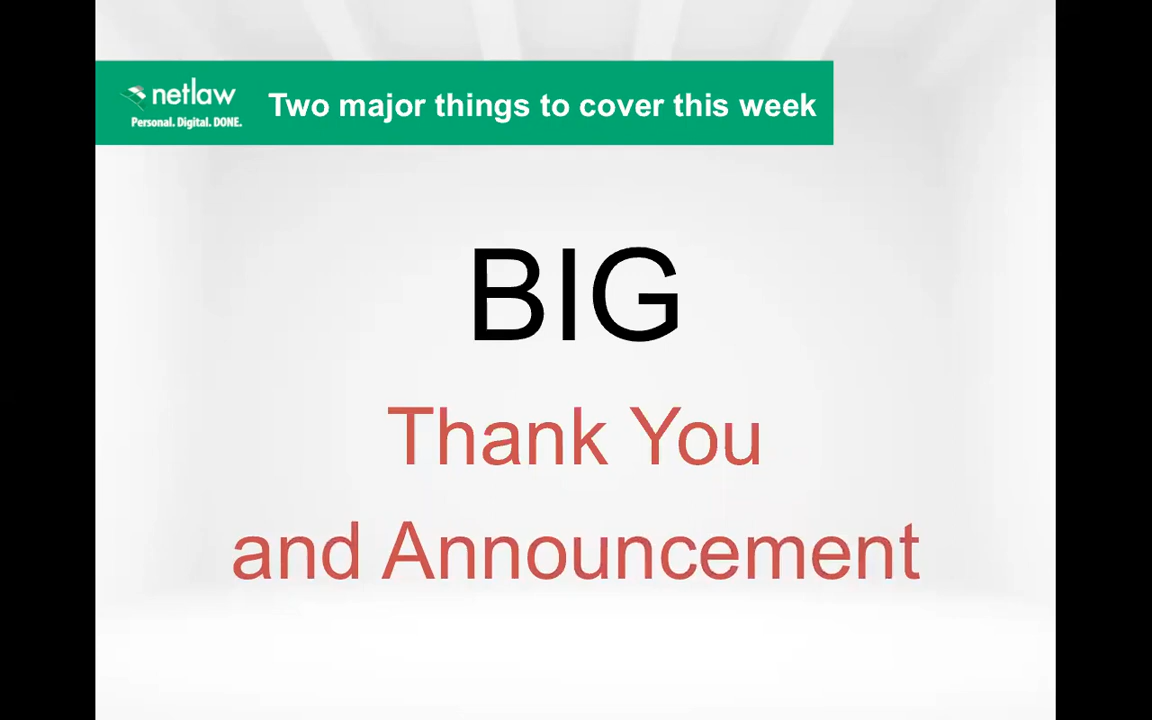 netlaw
Personal. Digital. DONE.
Two major things to cover this week
BIG
Thank You
and Announcement